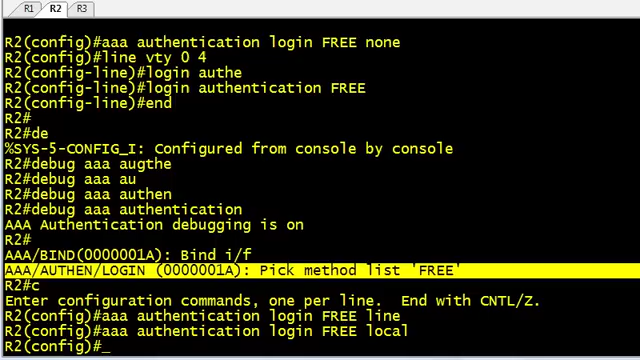 R1 R2 R3
R2(config)#aaa authentication login FREE none
R2(config)#line vty 0 4
R2(config-line)#login authe
R2(config-line)#login authentication FREE
R2(config-line)#end
R2#
R2#de
%SYS-5-CONFIG_I: Configured from console by console
R2#debug aaa augthe
R2#debug aaa au
R2#debug aaa authen
R2#debug aaa authentication
AAA Authentication debugging is on
R2#
AAA/BIND(0000001A): Bind i/f
AAA/AUTHEN/LOGIN (0000001A): Pick method list 'FREE'
R2#c
Enter configuration commands, one per line.  End with CNTL/Z.
R2(config)#aaa authentication login FREE line
R2(config)#aaa authentication login FREE local
R2(config)#_